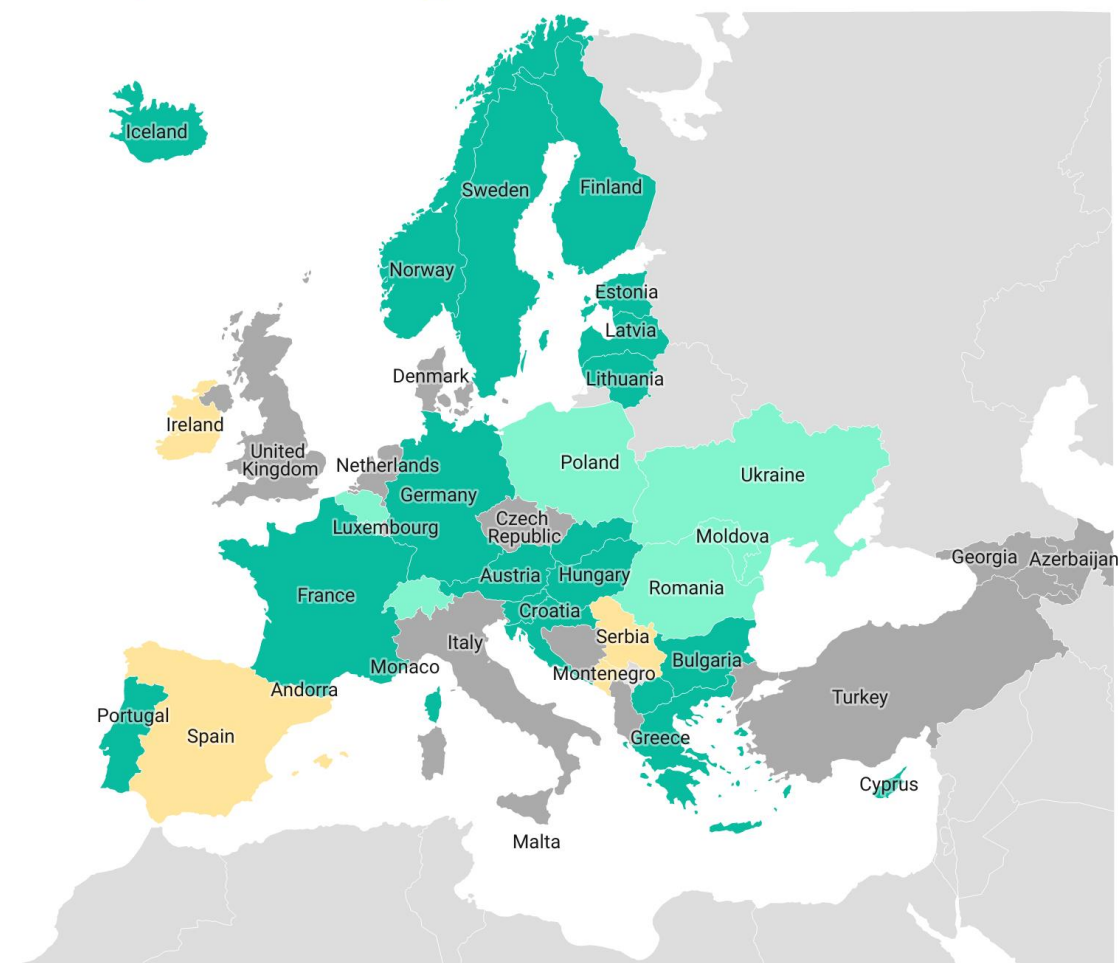 Iceland
Sweden
Finland
Norway
Estonia
Latvia
Denmark
Lithuania
Ireland
United
Kingdom
Netherlands
Germany
Poland
Ukraine
Luxembourg
Czech
Republic
Moldova
Georgia
Azerbaijan
Austria
Hungary
France
Romania
Croatia
Serbia
Italy
Bulgaria
Monaco
Montenegro
Andorra
Turkey
Portugal
Spain
Greece
Cyprus
Malta